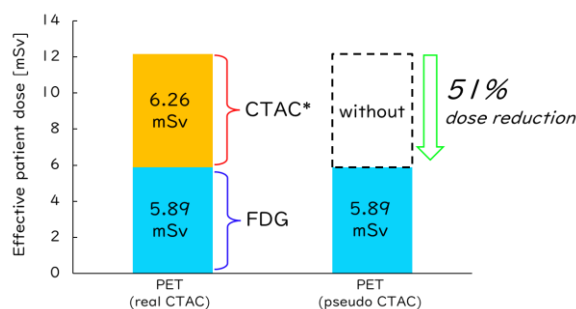 Effective patient dose [mSv]
14
12
10
8
6
4
2
0
6.26
mSv
CTAC*
5.89
mSv
FDG
without
5.89
mSv
51%
dose reduction
PET
(real CTAC)
PET
(pseudo CTAC)